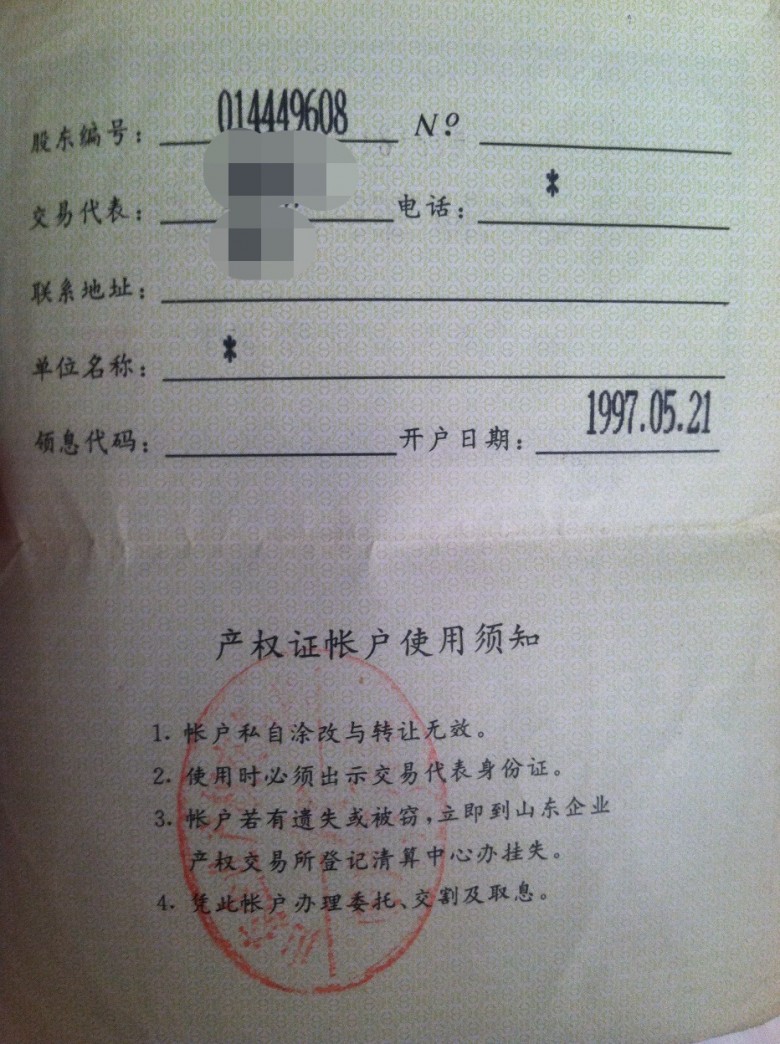 股东编号： 014449608 Nº
交易代表： 电话： *
联系地址：
单位名称： *
领息代码： 开户日期： 1997.05.21
产权证帐户使用须知
1. 帐户私自涂改与转让无效。
2. 使用时必须出示交易代表身份证。
3. 帐户若有遗失或被窃，立即到山东企业
产权交易所登记清算中心办挂失。
4. 凭此帐户办理委托、交割及取息。